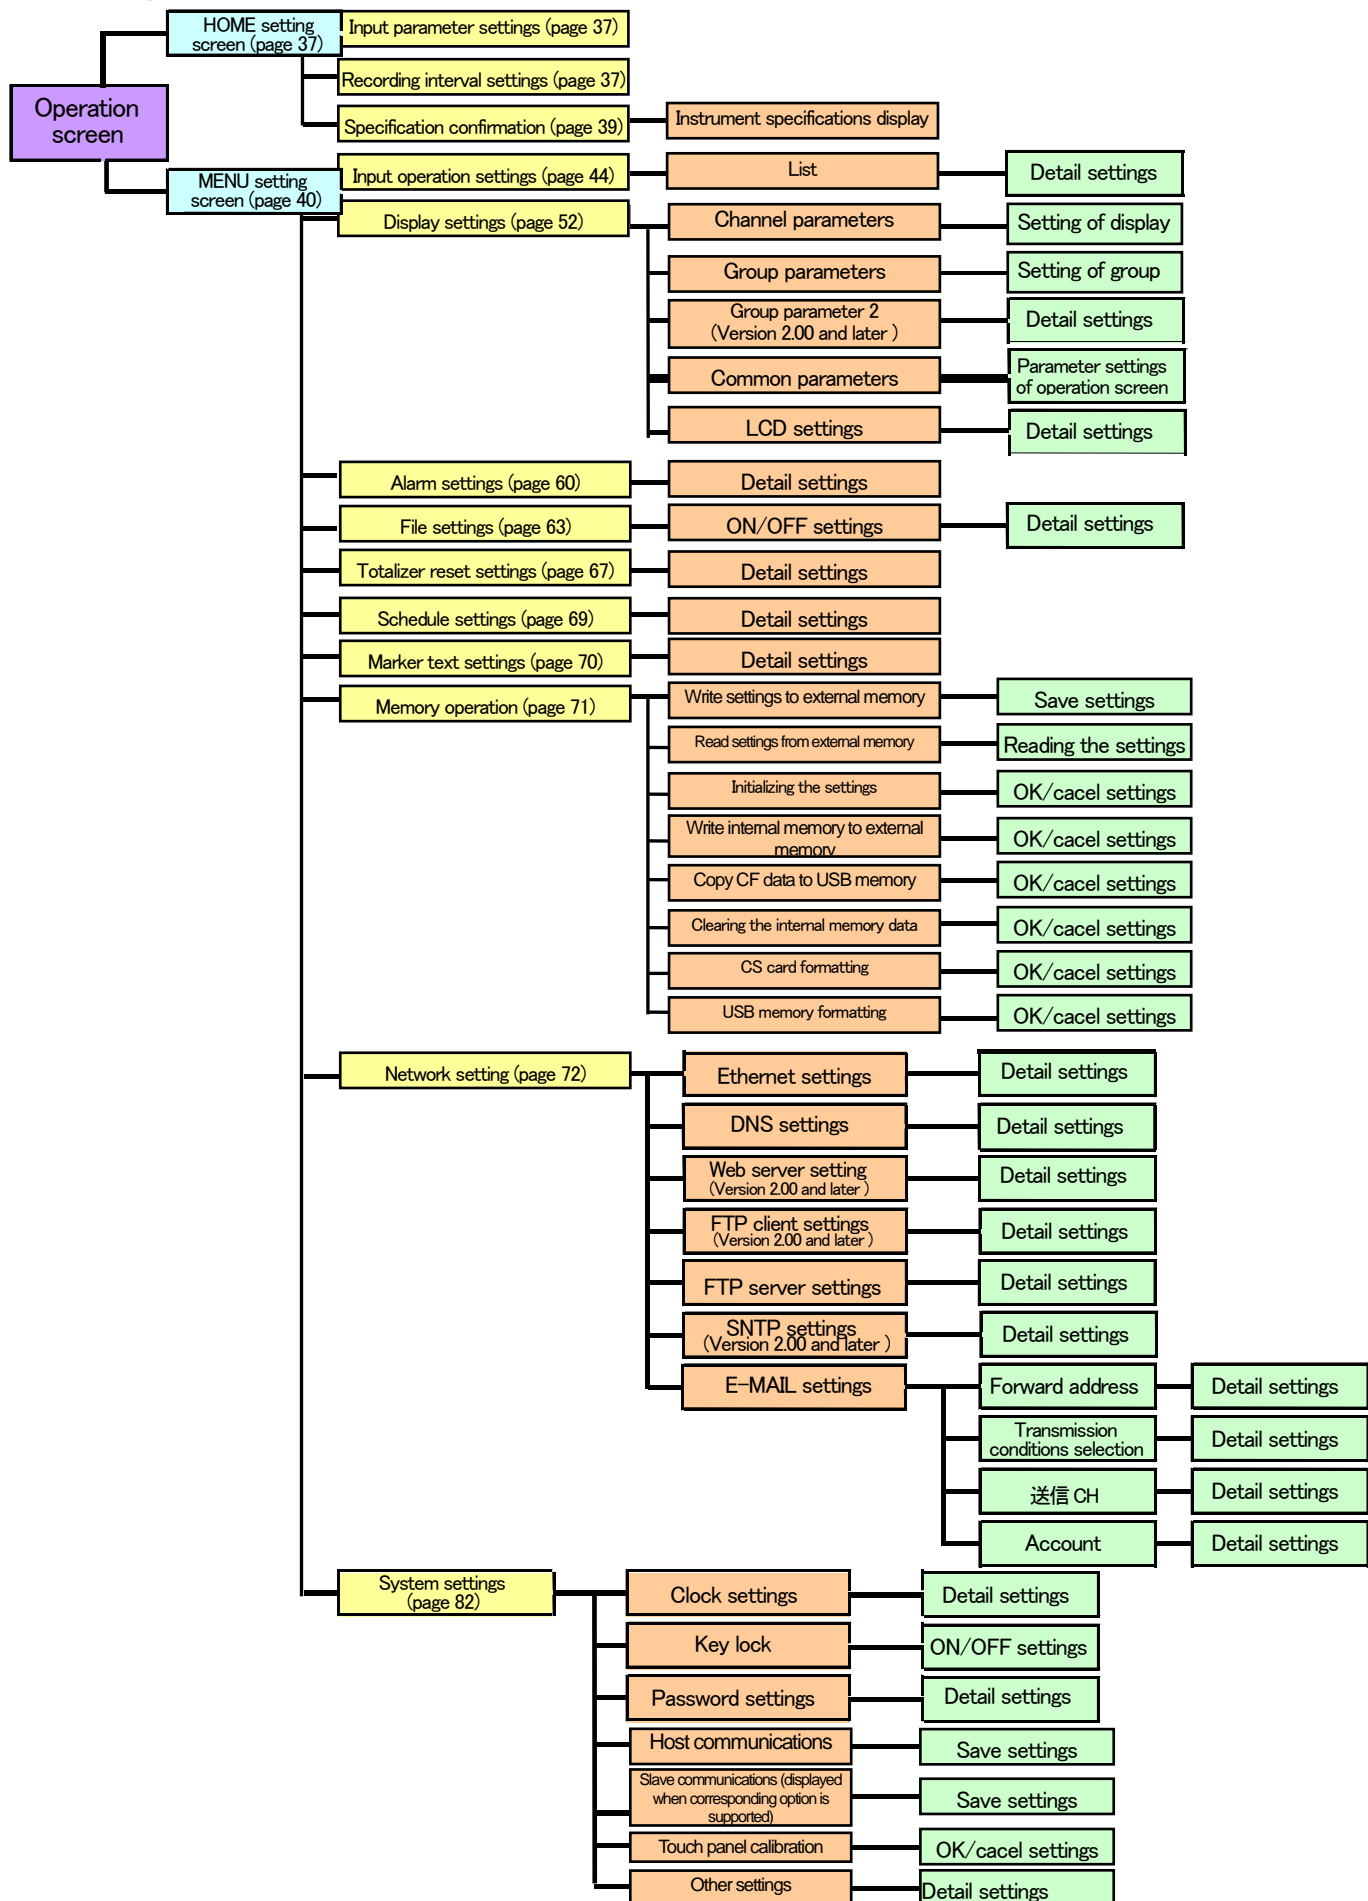 HOME setting
screen (page 37)
Input parameter settings (page 37)
Recording interval settings (page 37)
Operation
screen
Specification confirmation (page 39)
Instrument specifications display
MENU setting
screen (page 40)
Input operation settings (page 44)
List
Detail settings
Display settings (page 52)
Channel parameters
Setting of display
Group parameters
Setting of group
Group parameter 2
(Version 2.00 and later )
Detail settings
Common parameters
Parameter settings
of operation screen
LCD settings
Detail settings
Alarm settings (page 60)
Detail settings
File settings (page 63)
ON/OFF settings
Detail settings
Totalizer reset settings (page 67)
Detail settings
Schedule settings (page 69)
Detail settings
Marker text settings (page 70)
Detail settings
Memory operation (page 71)
Write settings to external memory
Save settings
Read settings from external memory
Reading the settings
Initializing the settings
OK/cacel settings
Write internal memory to external
memory
OK/cacel settings
Copy CF data to USB memory
OK/cacel settings
Clearing the internal memory data
OK/cacel settings
CS card formatting
OK/cacel settings
USB memory formatting
OK/cacel settings
Network setting (page 72)
Ethernet settings
Detail settings
DNS settings
Detail settings
Web server setting
(Version 2.00 and later )
Detail settings
FTP client settings
(Version 2.00 and later )
Detail settings
FTP server settings
Detail settings
SNTP settings
(Version 2.00 and later )
Detail settings
E-MAIL settings
Forward address
Detail settings
Transmission
conditions selection
Detail settings
送信 CH
Detail settings
Account
Detail settings
System settings
(page 82)
Clock settings
Detail settings
Key lock
ON/OFF settings
Password settings
Detail settings
Host communications
Save settings
Slave communications (displayed
when corresponding option is
supported)
Save settings
Touch panel calibration
OK/cacel settings
Other settings
Detail settings